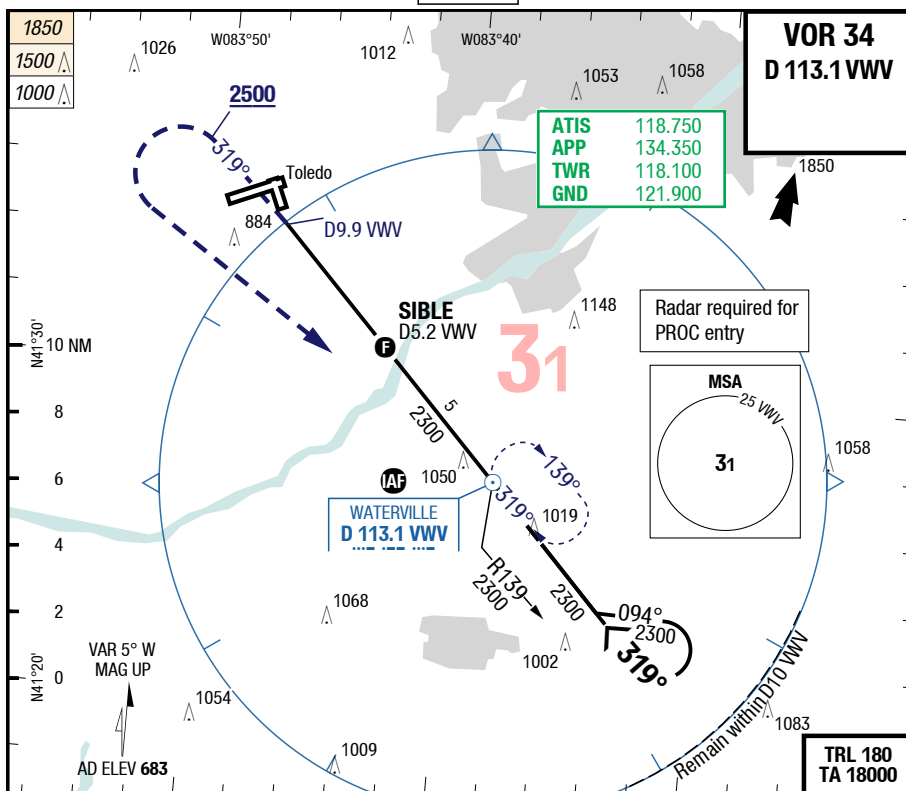 1850
1500
1000
1026
W083°50'
1012
W083°40'
1053
1058
VOR 34
D 113.1 VWV
2500
319°
ATIS 118.750
APP 134.350
TWR 118.100
GND 121.900
1850
Toledo
884
D9.9 VWV
SIBLE
D5.2 VWV
F
1148
31
Radar required for
PROC entry
N41°30'
10 NM
8
6
4
2
0
MSA
25 VWV
31
5
2300
1050
IAF
WATERVILLE
D 113.1 VWV
139°
319°
1019
1058
R139
2300
2300
094°
2300
319°
1068
1002
N41°20'
VAR 5° W
MAG UP
1054
1009
AD ELEV 683
Remain within D10 VWV
1083
TRL 180
TA 18000